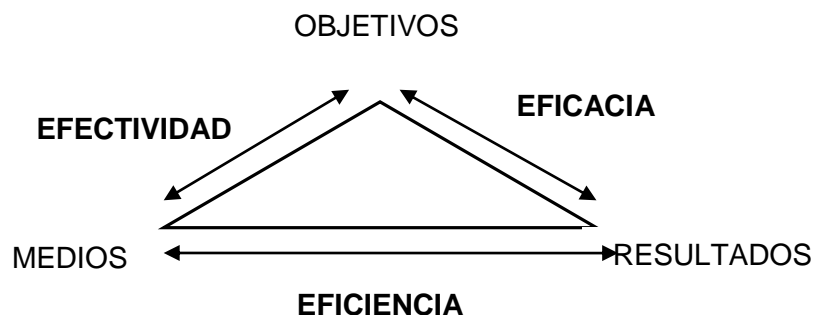 OBJETIVOS
EFICACIA
EFECTIVIDAD
MEDIOS
RESULTADOS
EFICIENCIA